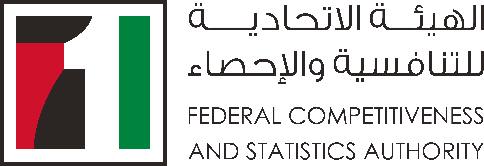 الهيئة الاتحادية
للتنافسية والإحصاء
FEDERAL COMPETITIVENESS
AND STATISTICS AUTHORITY